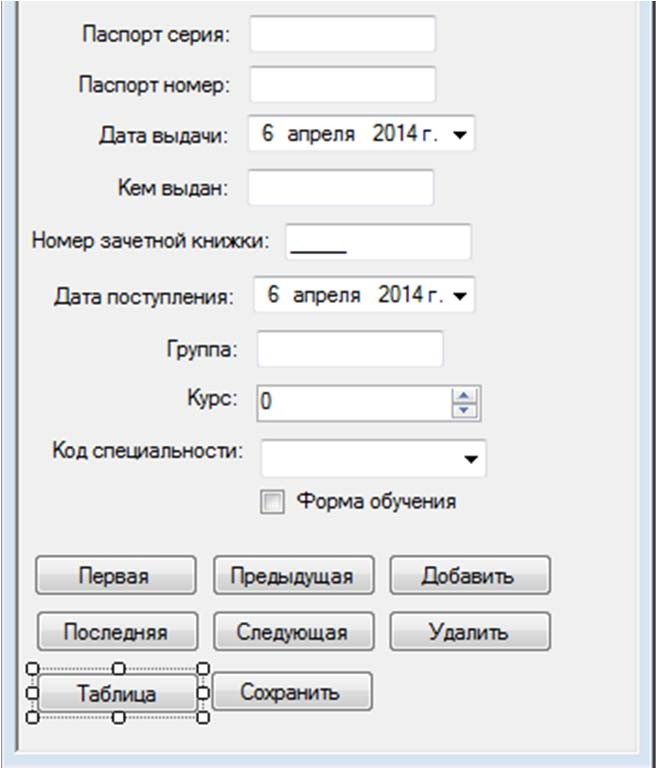 Паспорт серия:
Паспорт номер:
Дата выдачи: 6 апреля 2014 г.
Кем выдан:
Номер зачетной книжки: _____
Дата поступления: 6 апреля 2014 г.
Группа:
Курс: 0
Код специальности:
Форма обучения
Первая Предыдущая Добавить
Последняя Следующая Удалить
Таблица Сохранить